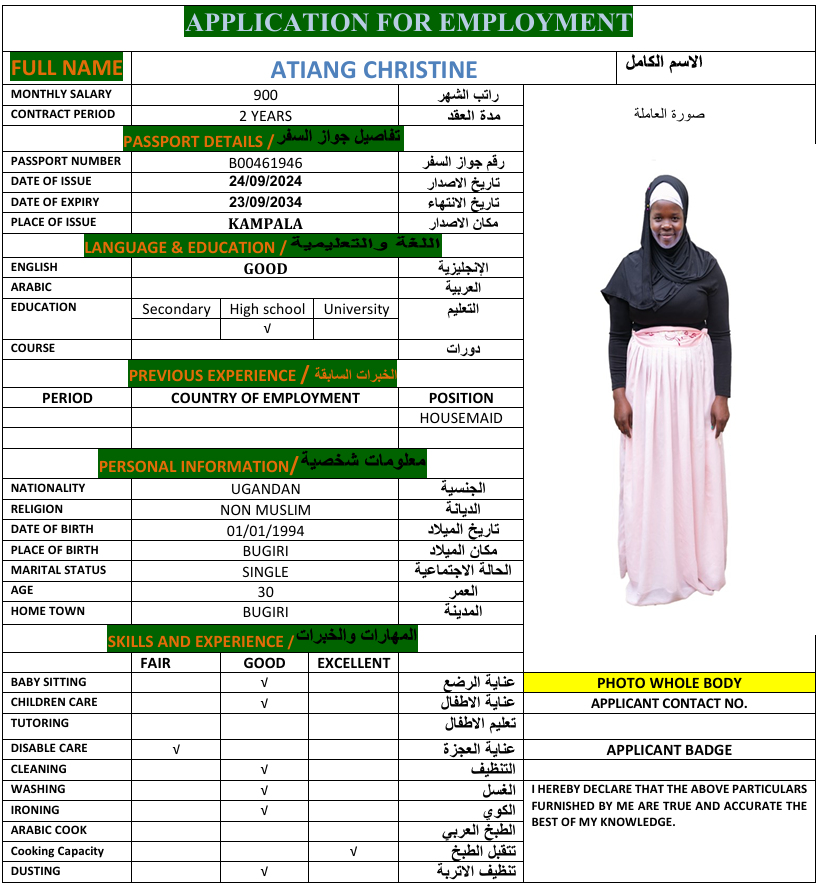 APPLICATION FOR EMPLOYMENT
FULL NAME ATIANG CHRISTINE الاسم الكامل
MONTHLY SALARY 900 راتب الشهر
CONTRACT PERIOD 2 YEARS مدة العقد
صورة العاملة
PASSPORT DETAILS / تفاصيل جواز السفر
PASSPORT NUMBER B00461946 رقم جواز السفر
DATE OF ISSUE 24/09/2024 تاريخ الاصدار
DATE OF EXPIRY 23/09/2034 تاريخ الانتهاء
PLACE OF ISSUE KAMPALA مكان الاصدار
LANGUAGE & EDUCATION / اللغة والتعليمية
ENGLISH GOOD الإنجليزية
ARABIC العربية
EDUCATION Secondary High school University التعليم
√
COURSE دورات
PREVIOUS EXPERIENCE / الخبرات السابقة
PERIOD COUNTRY OF EMPLOYMENT POSITION
HOUSEMAID
PERSONAL INFORMATION/ معلومات شخصية
NATIONALITY UGANDAN الجنسية
RELIGION NON MUSLIM الديانة
DATE OF BIRTH 01/01/1994 تاريخ الميلاد
PLACE OF BIRTH BUGIRI مكان الميلاد
MARITAL STATUS SINGLE الحالة الاجتماعية
AGE 30 العمر
HOME TOWN BUGIRI المدينة
SKILLS AND EXPERIENCE / المهارات والخبرات
FAIR GOOD EXCELLENT
BABY SITTING √ عناية الرضع
CHILDREN CARE √ عناية الاطفال
TUTORING تعليم الاطفال
DISABLE CARE √ عناية العجزة
CLEANING √ التنظيف
WASHING √ الغسل
IRONING √ الكوي
ARABIC COOK الطبخ العربي
Cooking Capacity √ تتقبل الطبخ
DUSTING √ تنظيف الاتربة
PHOTO WHOLE BODY
APPLICANT CONTACT NO.
APPLICANT BADGE
I HEREBY DECLARE THAT THE ABOVE PARTICULARS
FURNISHED BY ME ARE TRUE AND ACCURATE THE
BEST OF MY KNOWLEDGE.